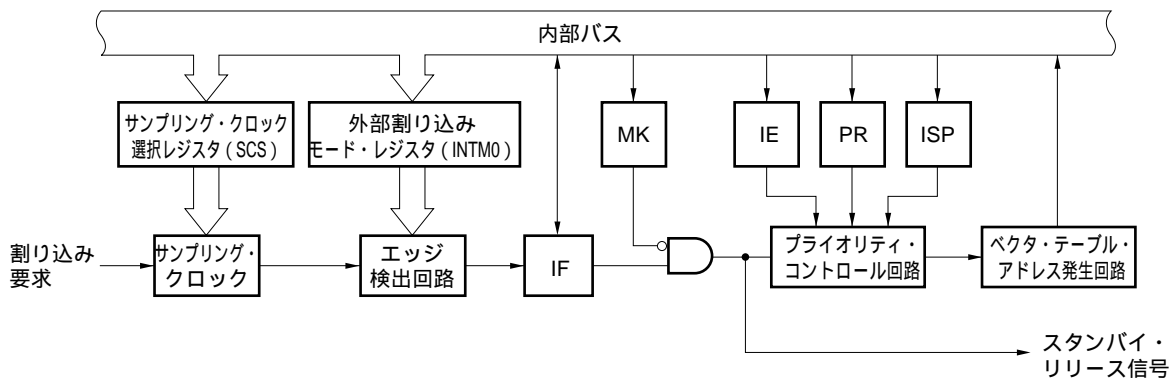 内部バス
サンプリング・クロック
選択レジスタ(SCS)
外部割り込み
モード・レジスタ(INTM0)
MK
IE
PR
ISP
割り込み
要求
サンプリング・
クロック
エッジ
検出回路
IF
プライオリティ・
コントロール回路
ベクタ・テーブル・
アドレス発生回路
スタンバイ・
リリース信号